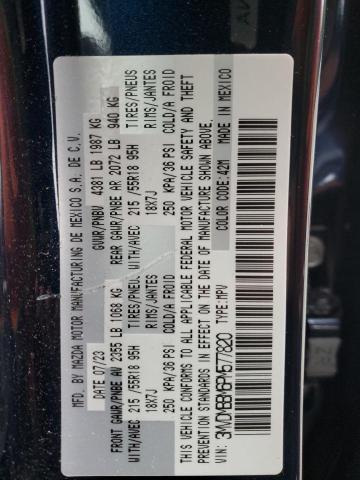 MFD. BY MAZDA MOTOR MANUFACTURING DE MEXICO S.A. DE C.V.
DATE 07/23 GVWR/PNBV 4381 LB 1987 KG
FRONT GAWR/PNBE AV 2355 LB 1068 KG REAR GAWR/PNBE AR 2072 LB 940 KG
WITH/AVEC 215/55R18 95H TIRES/PNEUS WITH/AVEC 215/55R18 95H TIRES/PNEUS
18X7J RIMS/JANTES 18X7J RIMS/JANTES
250 KPA/36 PSI COLD/A FROID 250 KPA/36 PSI COLD/A FROID
THIS VEHICLE CONFORMS TO ALL APPLICABLE FEDERAL MOTOR VEHICLE SAFETY AND THEFT
PREVENTION STANDARDS IN EFFECT ON THE DATE OF MANUFACTURE SHOWN ABOVE.
COLOR CODE:42M MADE IN MEXICO
VIN: TYPE:MPV